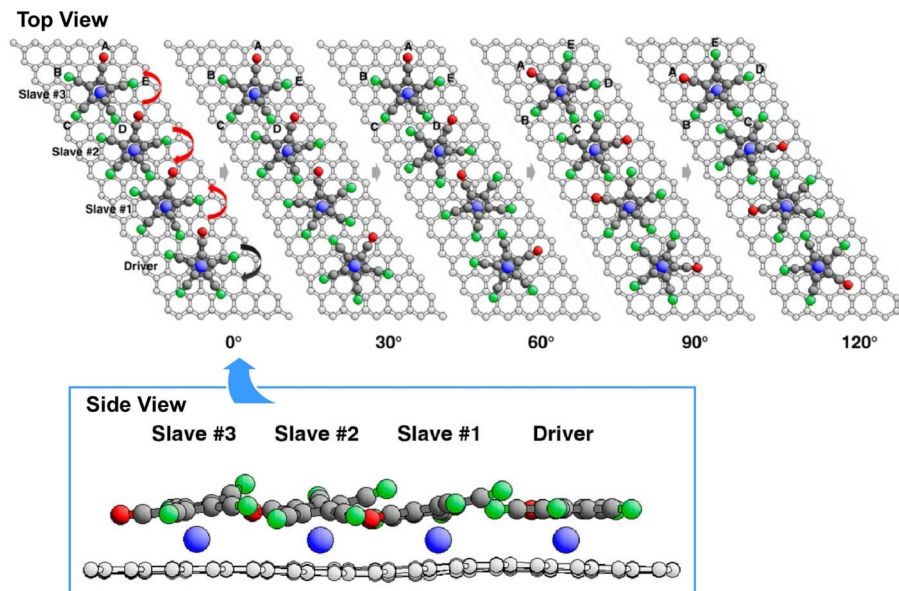 Top View
A
B
E
Slave #3
C
D
Slave #2
Slave #1
Driver
A
B
E
C
D
A
B
E
C
D
E
A
D
B
C
E
A
D
B
C
0°
30°
60°
90°
120°
Side View
Slave #3 Slave #2 Slave #1 Driver